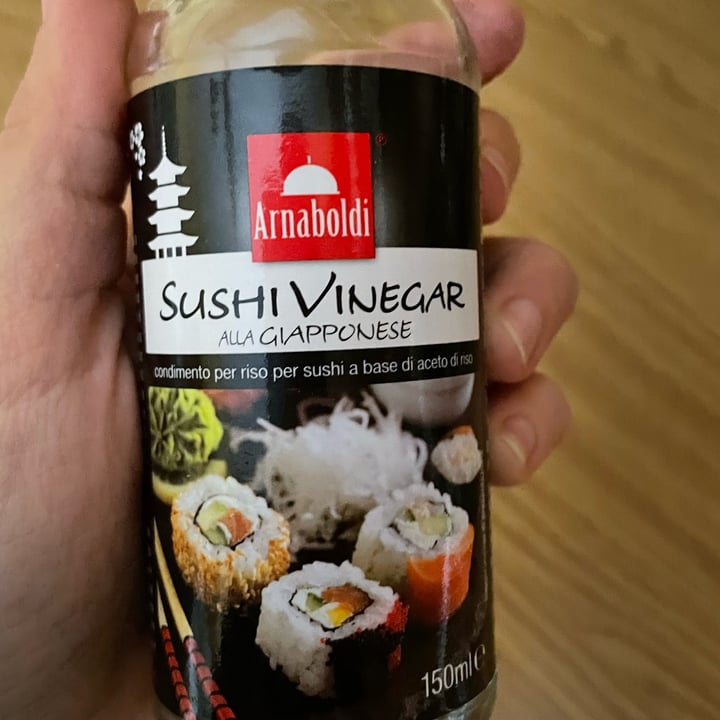 ®
Arnaboldi
SUSHI VINEGAR
ALLA GIAPPONESE
condimento per riso per sushi a base di aceto di riso
150ml e